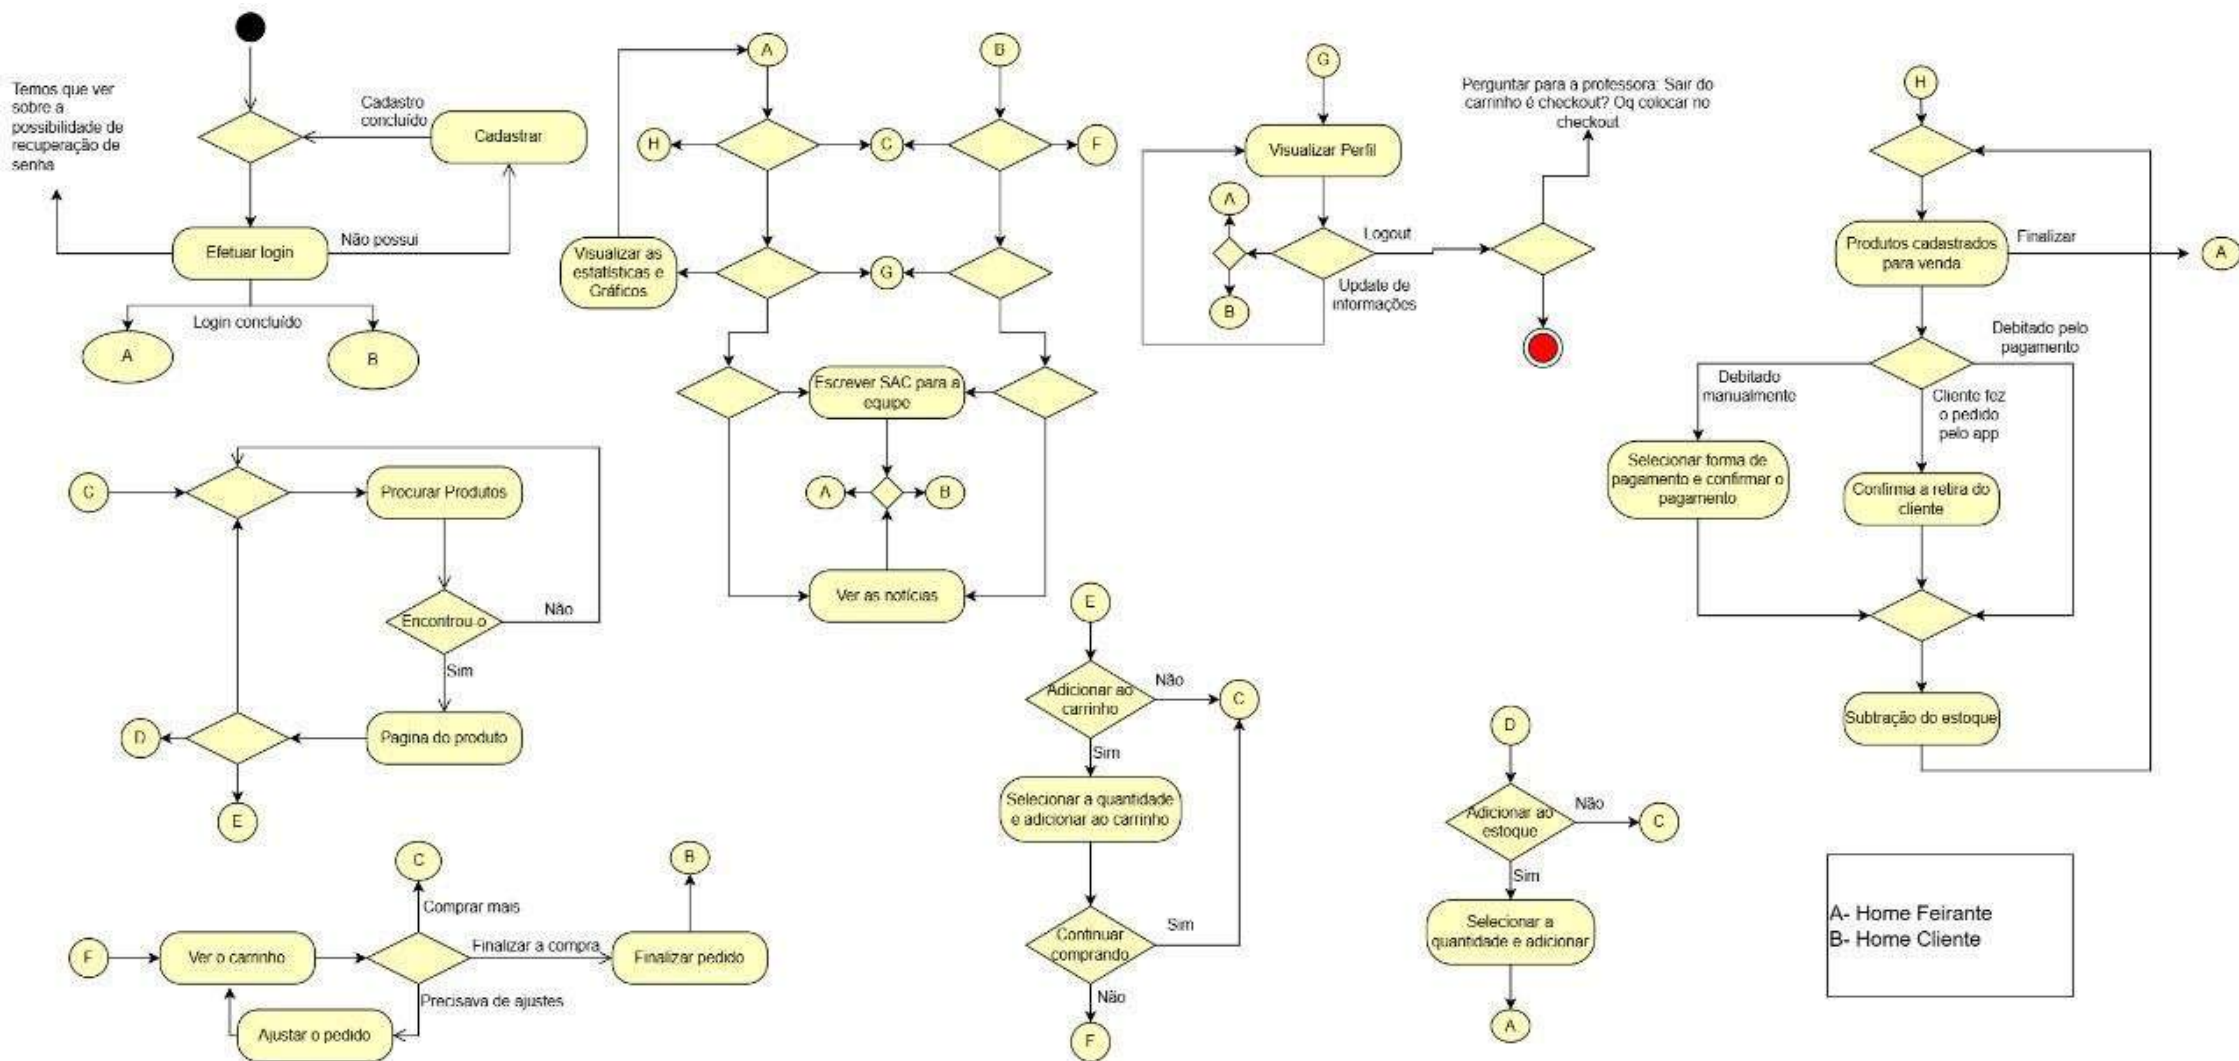 Temos que ver
sobre a
possibilidade de
recuperação de
senha
Cadastro
concluído
Cadastrar
Efetuar login
Não possui
Login concluído
A
B
A
B
H
C
F
Visualizar as
estatísticas e
Gráficos
G
Escrever SAC para a
equipe
A
B
Ver as notícias
G
Visualizar Perfil
A
B
Logout
Update de
informações
Perguntar para a professora: Sair do
carrinho é checkout? Oq colocar no
checkout
H
Produtos cadastrados
para venda
Finalizar
A
Debitado pelo
pagamento
Debitado
manualmente
Cliente fez
o pedido
pelo app
Selecionar forma de
pagamento e confirmar o
pagamento
Confirma a retira do
cliente
Subtração do estoque
C
Procurar Produtos
Encontrou-o
Não
Sim
Pagina do produto
D
E
F
Ver o carrinho
C
Comprar mais
Finalizar a compra
Finalizar pedido
B
Precisava de ajustes
Ajustar o pedido
E
Adicionar ao
carrinho
Não
C
Sim
Selecionar a quantidade
e adicionar ao carrinho
Continuar
comprando
Sim
Não
F
D
Adicionar ao
estoque
Não
C
Sim
Selecionar a
quantidade e adicionar
A
A- Home Feirante
B- Home Cliente